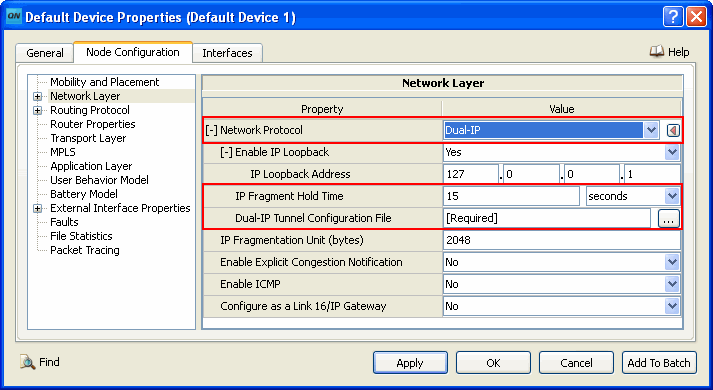 QN Default Device Properties (Default Device 1)
General Node Configuration Interfaces Help
Mobility and Placement
Network Layer
Routing Protocol
Router Properties
Transport Layer
MPLS
Application Layer
User Behavior Model
Battery Model
External Interface Properties
Faults
File Statistics
Packet Tracing
Network Layer
Property Value
[-] Network Protocol Dual-IP
[-] Enable IP Loopback Yes
IP Loopback Address 127 . 0 . 0 . 1
IP Fragment Hold Time 15 seconds
Dual-IP Tunnel Configuration File [Required] ...
IP Fragmentation Unit (bytes) 2048
Enable Explicit Congestion Notification No
Enable ICMP No
Configure as a Link 16/IP Gateway No
Find Apply OK Cancel Add To Batch